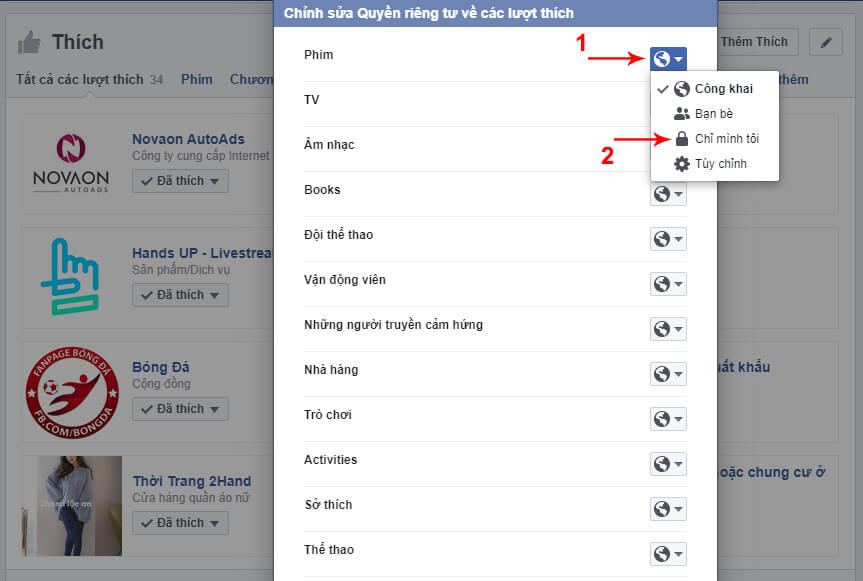 Chỉnh sửa Quyền riêng tư về các lượt thích
Thích
Thêm Thích
Tất cả các lượt thích 34 Phim Chươn
thêm
1
Phim
Công khai
Bạn bè
2
Chỉ mình tôi
Tùy chỉnh
TV
Âm nhạc
Books
Đội thể thao
Vận động viên
Những người truyền cảm hứng
Nhà hàng
Trò chơi
Activities
Sở thích
Thể thao
NOVAON
AUTOADS
Novaon AutoAds
Công ty cung cấp Internet
Đã thích
Hands UP - Livestrea
Sản phẩm/Dịch vụ
Đã thích
FANPAGE BÓNG ĐÁ
FB.COM/BONGDA
Bóng Đá
Cộng đồng
Đã thích
uất khẩu
2hand lộc an
Thời Trang 2Hand
Cửa hàng quần áo nữ
Đã thích
oặc chung cư ở